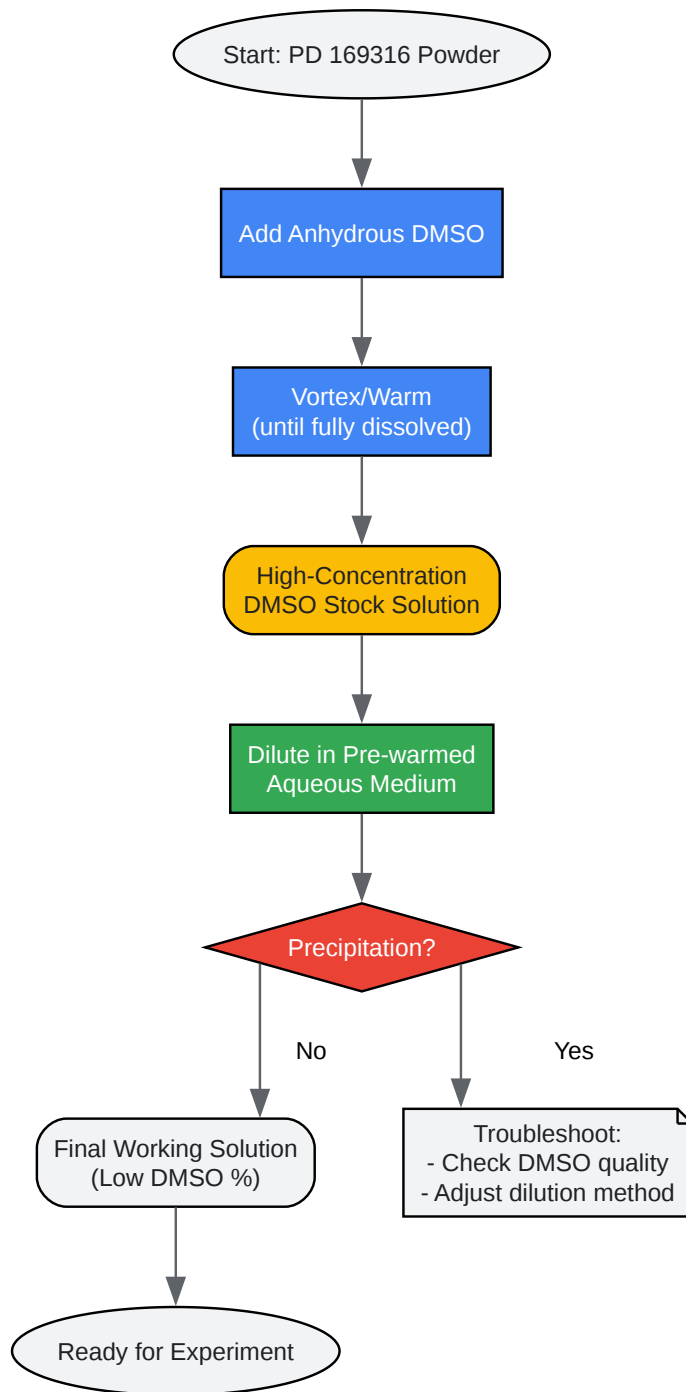 Start: PD 169316 Powder
Add Anhydrous DMSO
Vortex/Warm
(until fully dissolved)
High-Concentration
DMSO Stock Solution
Dilute in Pre-warmed
Aqueous Medium
Precipitation?
No
Yes
Final Working Solution
(Low DMSO %)
Troubleshoot:
- Check DMSO quality
- Adjust dilution method
Ready for Experiment